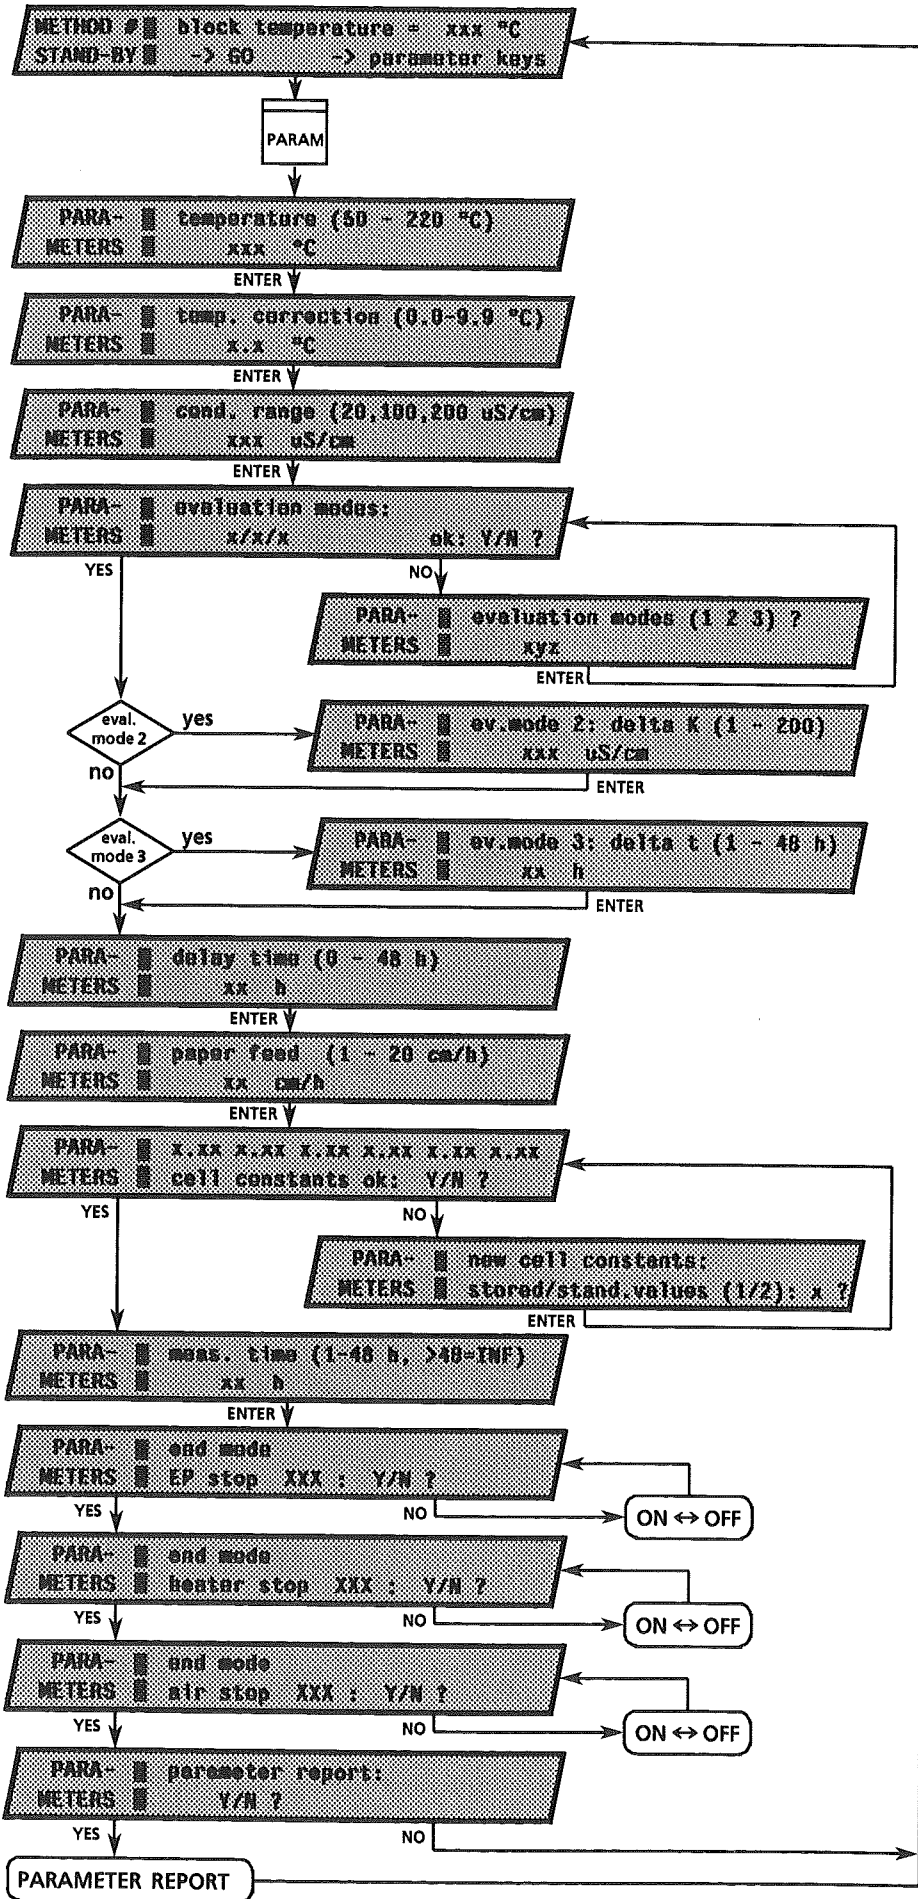 METHOD # block temperature = xxx °C
STAND-BY -> GO -> parameter keys
PARAM
PARA- temperature (50 - 220 °C)
METERS xxx °C
ENTER
PARA- temp. correction (0.0-9.9 °C)
METERS x.x °C
ENTER
PARA- cond. range (20,100,200 uS/cm)
METERS xxx uS/cm
ENTER
PARA- evaluation modes:
METERS x/x/x ok: Y/N ?
YES NO
PARA- evaluation modes (1 2 3) ?
METERS xyz
ENTER
eval.
mode 2
yes
PARA- ev.mode 2: delta K (1 - 200)
METERS xxx uS/cm
no
ENTER
eval.
mode 3
yes
PARA- ev.mode 3: delta t (1 - 48 h)
METERS xx h
no
ENTER
PARA- delay time (0 - 48 h)
METERS xx h
ENTER
PARA- paper feed (1 - 20 cm/h)
METERS xx cm/h
ENTER
PARA- x.xx x.xx x.xx x.xx x.xx x.xx
METERS cell constants ok: Y/N ?
YES NO
PARA- new cell constants:
METERS stored/stand.values (1/2): x ?
ENTER
PARA- meas. time (1-48 h, >48=INF)
METERS xx h
ENTER
PARA- end mode
METERS EP stop XXX : Y/N ?
YES NO
ON ↔ OFF
PARA- end mode
METERS heater stop XXX : Y/N ?
YES NO
ON ↔ OFF
PARA- end mode
METERS air stop XXX : Y/N ?
YES NO
ON ↔ OFF
PARA- parameter report:
METERS Y/N ?
YES NO
PARAMETER REPORT